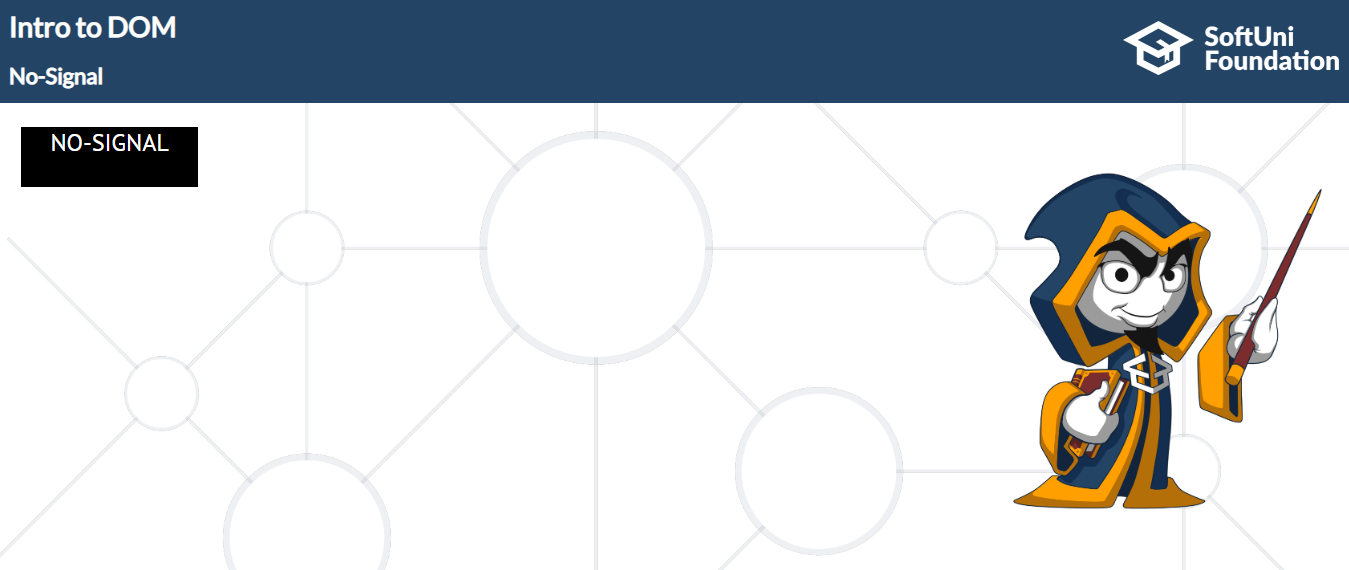 Intro to DOM
No-Signal
SoftUni
Foundation
NO-SIGNAL